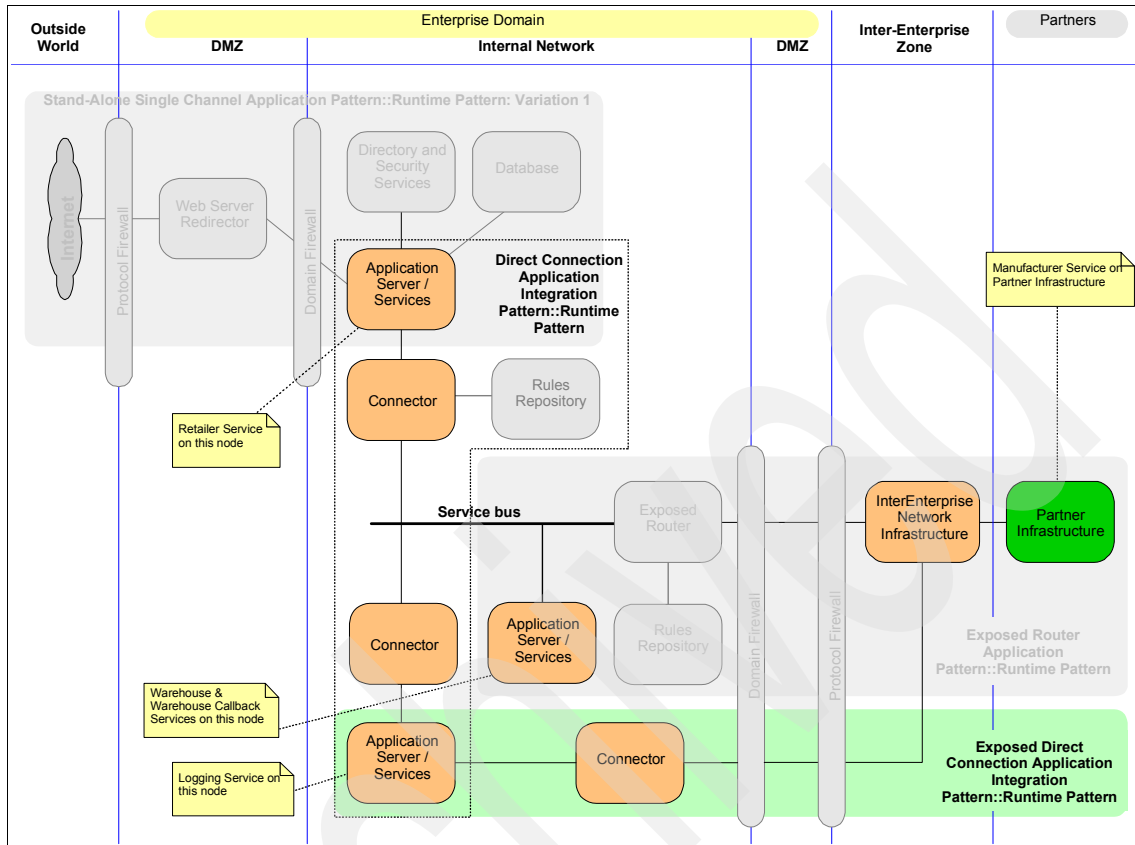 Enterprise Domain
Partners
Outside
World
DMZ
Internal Network
DMZ
Inter-Enterprise
Zone
Stand-Alone Single Channel Application Pattern::Runtime Pattern: Variation 1
Internet
Protocol Firewall
Web Server
Redirector
Domain Firewall
Directory and
Security
Services
Database
Application
Server /
Services
Direct Connection
Application
Integration
Pattern::Runtime
Pattern
Manufacturer Service on
Partner Infrastructure
Connector
Rules
Repository
Retailer Service
on this node
Service bus
Exposed
Router
InterEnterprise
Network
Infrastructure
Partner
Infrastructure
Connector
Application
Server /
Services
Rules
Repository
Domain Firewall
Protocol Firewall
Exposed Router
Application
Pattern::Runtime Pattern
Warehouse &
Warehouse Callback
Services on this node
Application
Server /
Services
Connector
Exposed Direct
Connection Application
Integration
Pattern::Runtime Pattern
Logging Service on
this node